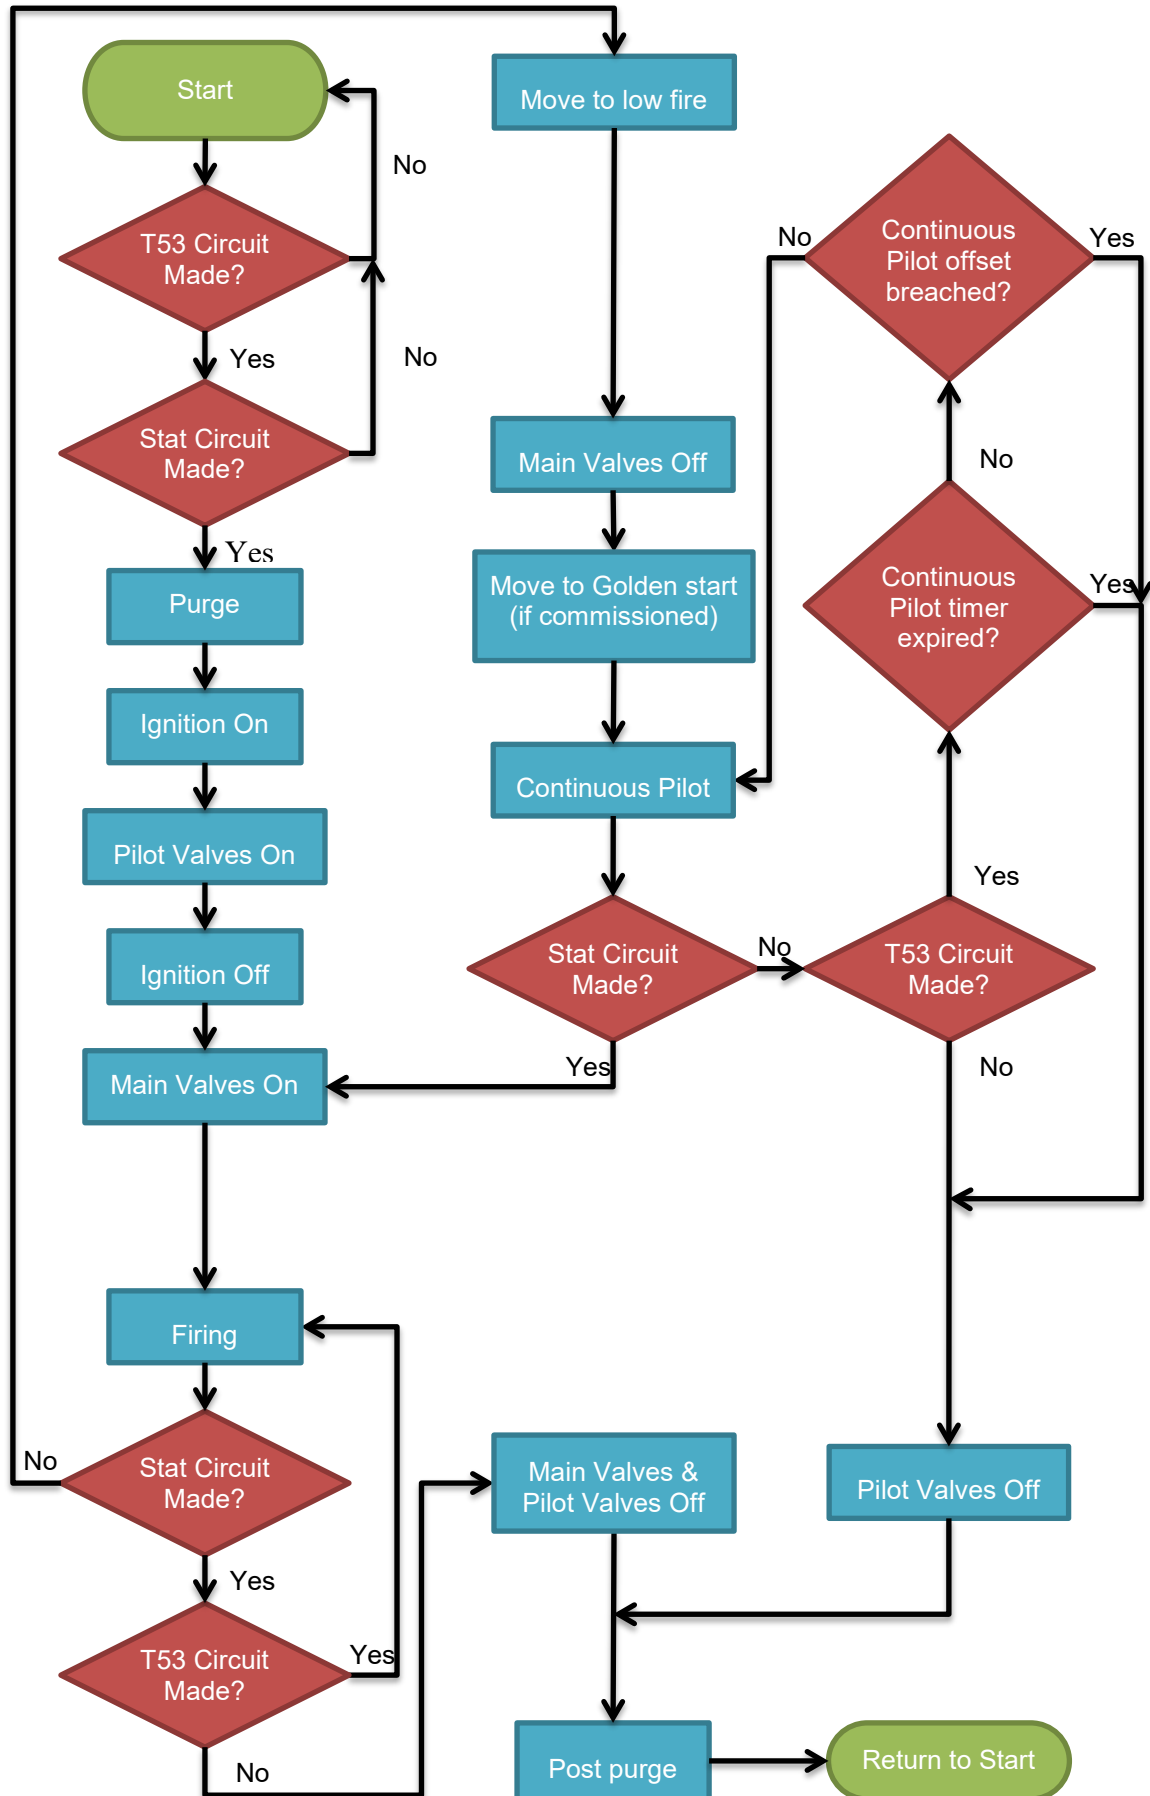 Start
No
T53 Circuit
Made?
Yes
No
Stat Circuit
Made?
Yes
Purge
Ignition On
Pilot Valves On
Ignition Off
Main Valves On
Firing
No
Stat Circuit
Made?
Yes
T53 Circuit
Made?
Yes
No
Move to low fire
Main Valves Off
Move to Golden start
(if commissioned)
Continuous Pilot
Stat Circuit
Made?
No
Yes
Main Valves &
Pilot Valves Off
Post purge
No
Continuous
Pilot offset
breached?
Yes
No
Continuous
Pilot timer
expired?
Yes
Yes
T53 Circuit
Made?
No
Pilot Valves Off
Return to Start